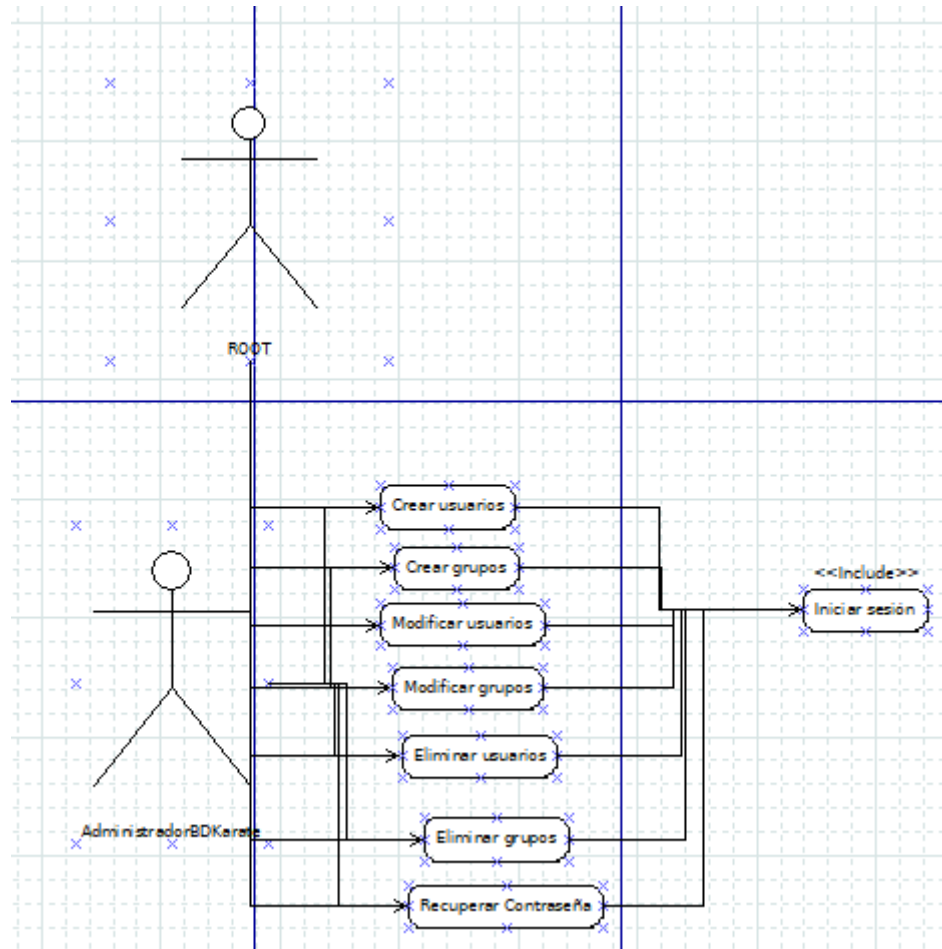 ROOT
Crear usuarios
Crear grupos
<<Include>>
Modificar usuarios
Iniciar sesión
Modificar grupos
Eliminar usuarios
AdministradorBDKarate
Eliminar grupos
Recuperar Contraseña